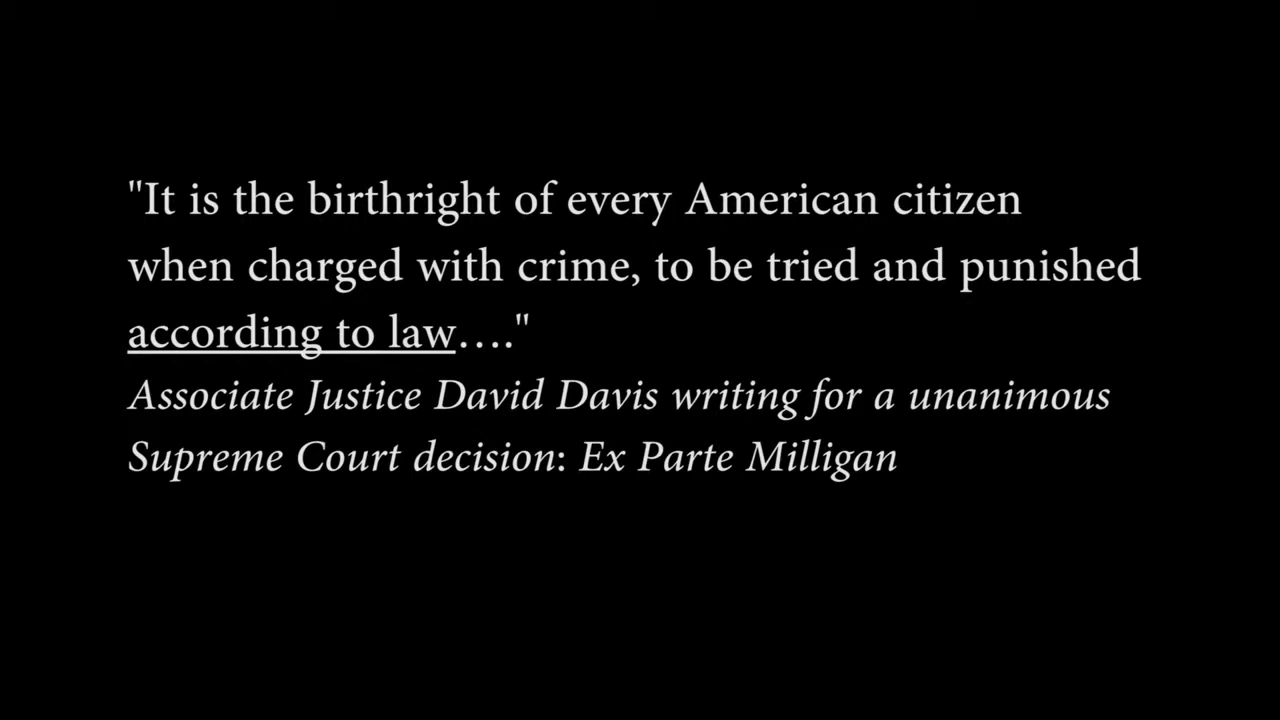 "It is the birthright of every American citizen
when charged with crime, to be tried and punished
according to law…."
Associate Justice David Davis writing for a unanimous
Supreme Court decision: Ex Parte Milligan